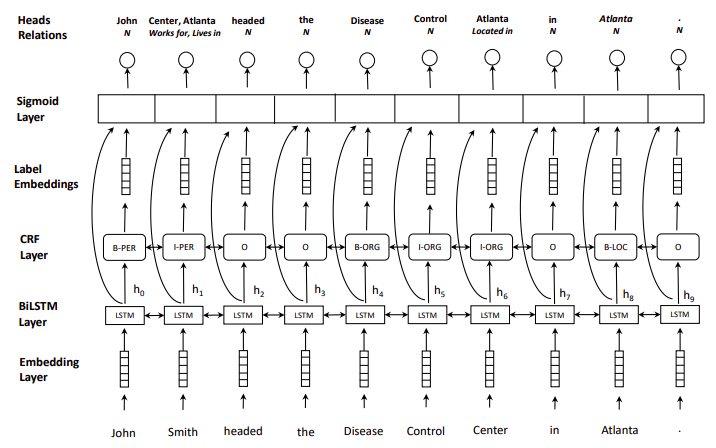 Heads John Center, Atlanta headed the Disease Control Atlanta in Atlanta .
Relations N Works for, Lives in N N N N Located in N N N
Sigmoid
Layer
Label
Embeddings
CRF
Layer
B-PER I-PER O O B-ORG I-ORG I-ORG O B-LOC O
h0 h1 h2 h3 h4 h5 h6 h7 h8 h9
BiLSTM
Layer
LSTM LSTM LSTM LSTM LSTM LSTM LSTM LSTM LSTM LSTM
Embedding
Layer
John Smith headed the Disease Control Center in Atlanta .